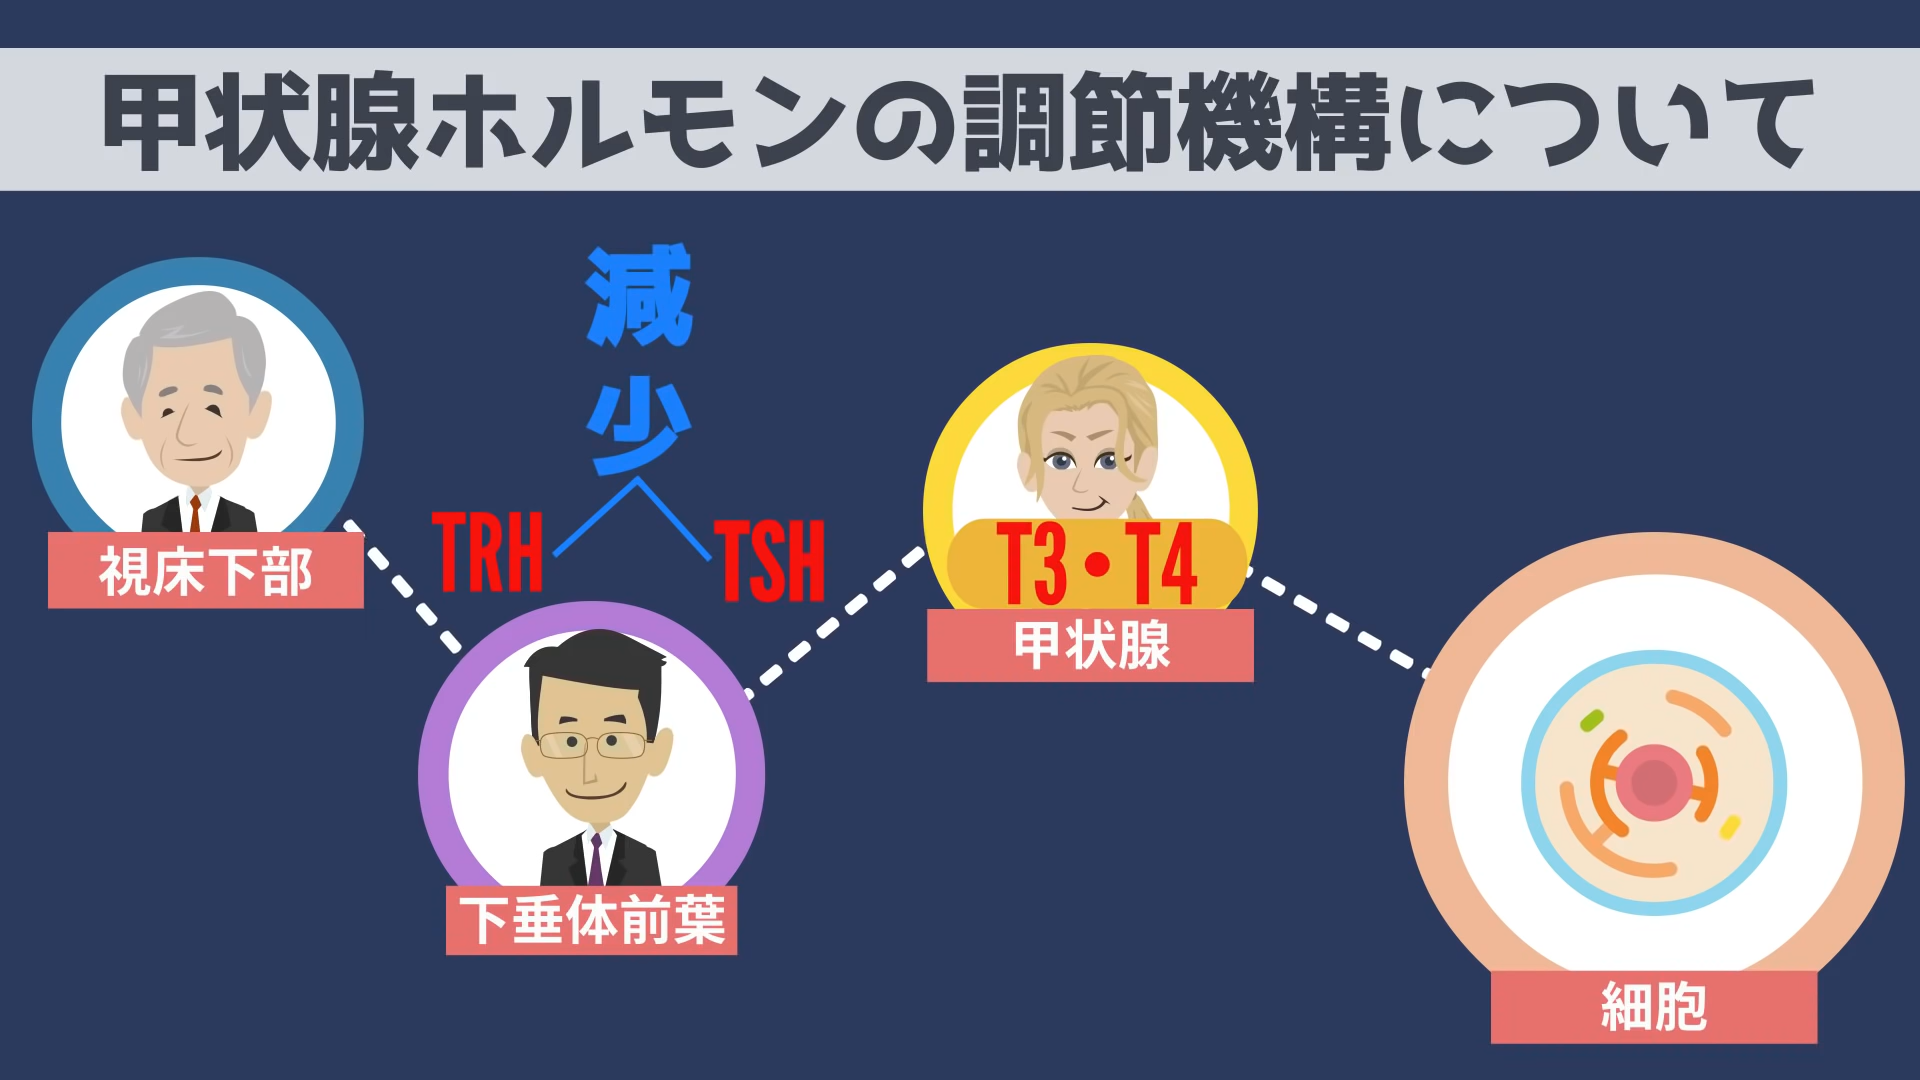 甲状腺ホルモンの調節機構について
減少
TRH
TSH
視床下部
T3・T4
甲状腺
下垂体前葉
細胞